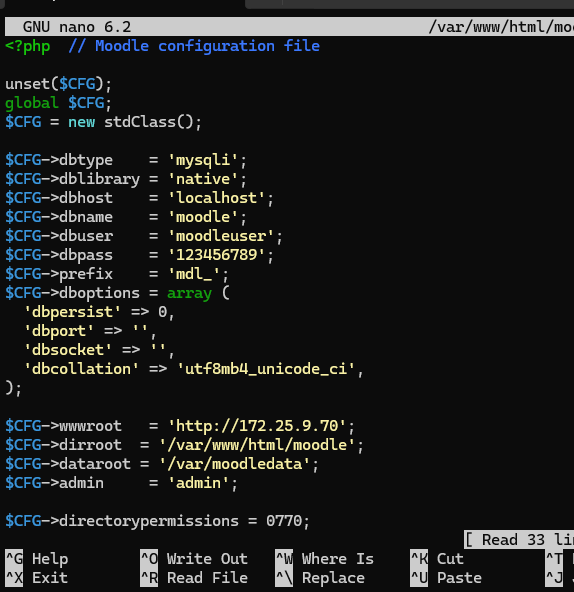 GNU nano 6.2 /var/www/html/moo
<?php  // Moodle configuration file
unset($CFG);
global $CFG;
$CFG = new stdClass();
$CFG->dbtype    = 'mysqli';
$CFG->dblibrary = 'native';
$CFG->dbhost    = 'localhost';
$CFG->dbname    = 'moodle';
$CFG->dbuser    = 'moodleuser';
$CFG->dbpass    = '123456789';
$CFG->prefix    = 'mdl_';
$CFG->dboptions = array (
  'dbpersist' => 0,
  'dbport' => '',
  'dbsocket' => '',
  'dbcollation' => 'utf8mb4_unicode_ci',
);
$CFG->wwwroot   = 'http://172.25.9.70';
$CFG->dirroot  = '/var/www/html/moodle';
$CFG->dataroot = '/var/moodledata';
$CFG->admin     = 'admin';
$CFG->directorypermissions = 0770;
[ Read 33 lin
^G Help ^O Write Out ^W Where Is ^K Cut ^T
^X Exit ^R Read File ^\ Replace ^U Paste ^J